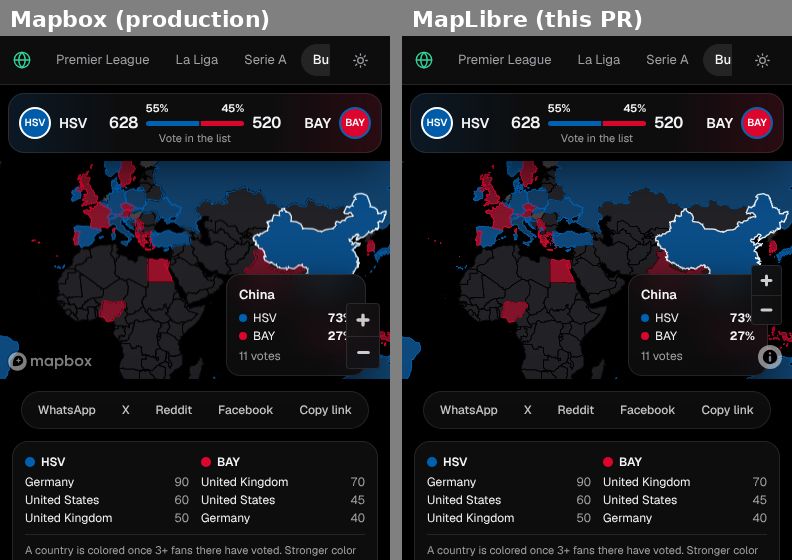 Mapbox (production)
Premier League La Liga Serie A Bu
HSV HSV 628 55% 45% 520 BAY BAY
Vote in the list
China
HSV 73%
BAY 27%
11 votes
mapbox
WhatsApp X Reddit Facebook Copy link
HSV BAY
Germany 90 United Kingdom 70
United States 60 United States 45
United Kingdom 50 Germany 40
A country is colored once 3+ fans there have voted. Stronger color
MapLibre (this PR)
Premier League La Liga Serie A Bu
HSV HSV 628 55% 45% 520 BAY BAY
Vote in the list
China
HSV 73%
BAY 27%
11 votes
WhatsApp X Reddit Facebook Copy link
HSV BAY
Germany 90 United Kingdom 70
United States 60 United States 45
United Kingdom 50 Germany 40
A country is colored once 3+ fans there have voted. Stronger color